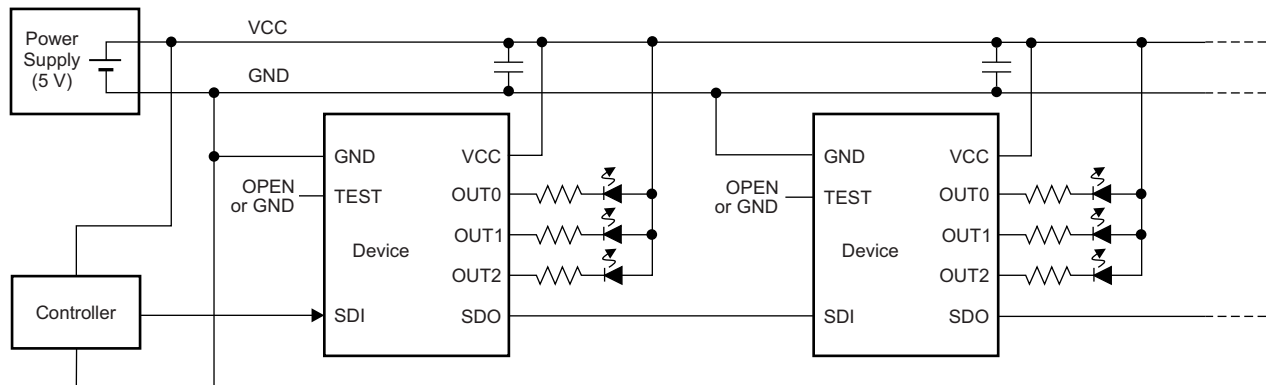 Power
Supply
(5 V)
VCC
GND
GND
VCC
OPEN
or GND
TEST
OUT0
OUT1
Device
OUT2
SDI
SDO
GND
VCC
OPEN
or GND
TEST
OUT0
OUT1
Device
OUT2
SDI
SDO
Controller